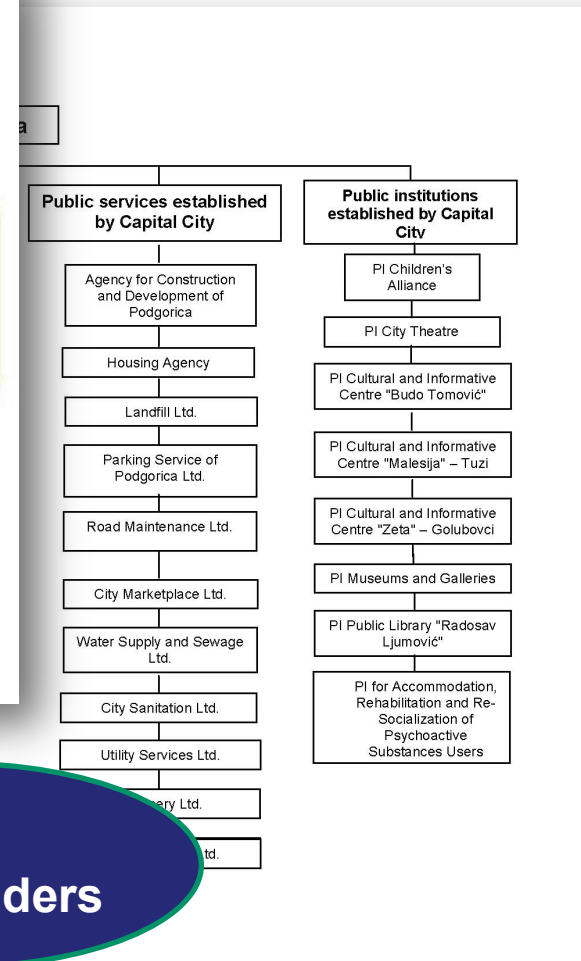 Public services established
by Capital City
Agency for Construction
and Development of
Podgorica
Housing Agency
Landfill Ltd.
Parking Service of
Podgorica Ltd.
Road Maintenance Ltd.
City Marketplace Ltd.
Water Supply and Sewage
Ltd.
City Sanitation Ltd.
Utility Services Ltd.
Ltd.
Public institutions
established by Capital
City
PI Children's
Alliance
PI City Theatre
PI Cultural and Informative
Centre "Budo Tomović"
PI Cultural and Informative
Centre "Malesija" – Tuzi
PI Cultural and Informative
Centre "Zeta" – Golubovci
PI Museums and Galleries
PI Public Library "Radosav
Ljumović"
PI for Accommodation,
Rehabilitation and Re-
Socialization of
Psychoactive
Substances Users